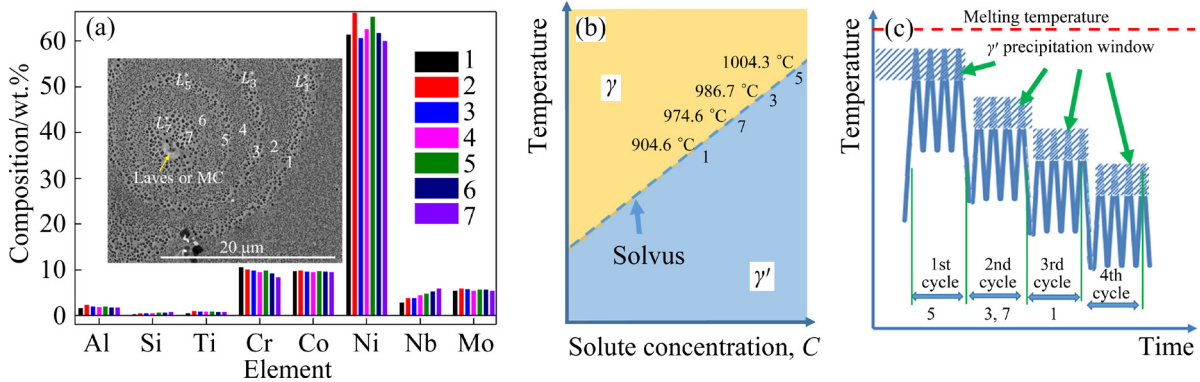 (a)
Composition/wt.%
60
50
40
30
20
10
0
1
2
3
4
5
6
7
L₅′
L₃′
L₁′
L₇′
6
7
5
4
3
2
1
Laves or MC
20 μm
Al Si Ti Cr Co Ni Nb Mo
Element
(b)
Temperature
γ
1004.3 °C
5
986.7 °C
3
974.6 °C
7
904.6 °C
1
Solvus
γ′
Solute concentration, C
(c)
Temperature
Melting temperature
γ′ precipitation window
1st cycle
2nd cycle
3rd cycle
4th cycle
5
3, 7
1
Time